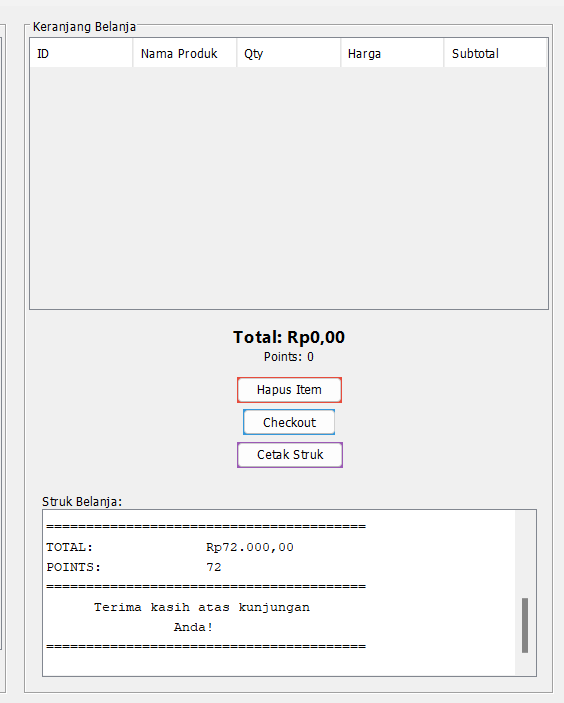 Keranjang Belanja
ID Nama Produk Qty Harga Subtotal
Total: Rp0,00
Points: 0
Hapus Item
Checkout
Cetak Struk
Struk Belanja:
========================================
TOTAL: Rp72.000,00
POINTS: 72
========================================
Terima kasih atas kunjungan
Anda!
========================================